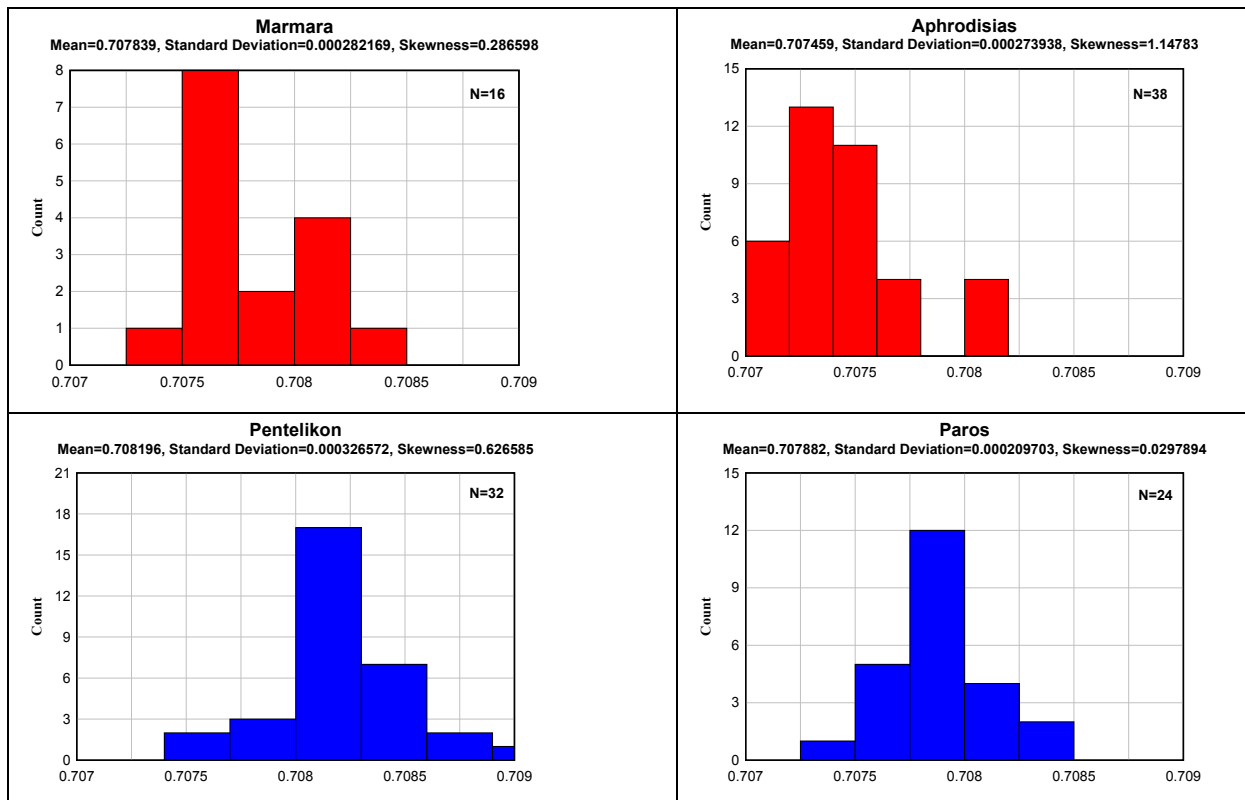 Marmara
Mean=0.707839, Standard Deviation=0.000282169, Skewness=0.286598
N=16
Count
8
7
6
5
4
3
2
1
0
0.707 0.7075 0.708 0.7085 0.709
Aphrodisias
Mean=0.707459, Standard Deviation=0.000273938, Skewness=1.14783
N=38
Count
15
12
9
6
3
0
0.707 0.7075 0.708 0.7085 0.709
Pentelikon
Mean=0.708196, Standard Deviation=0.000326572, Skewness=0.626585
N=32
Count
21
18
15
12
9
6
3
0
0.707 0.7075 0.708 0.7085 0.709
Paros
Mean=0.707882, Standard Deviation=0.000209703, Skewness=0.0297894
N=24
Count
15
12
9
6
3
0
0.707 0.7075 0.708 0.7085 0.709